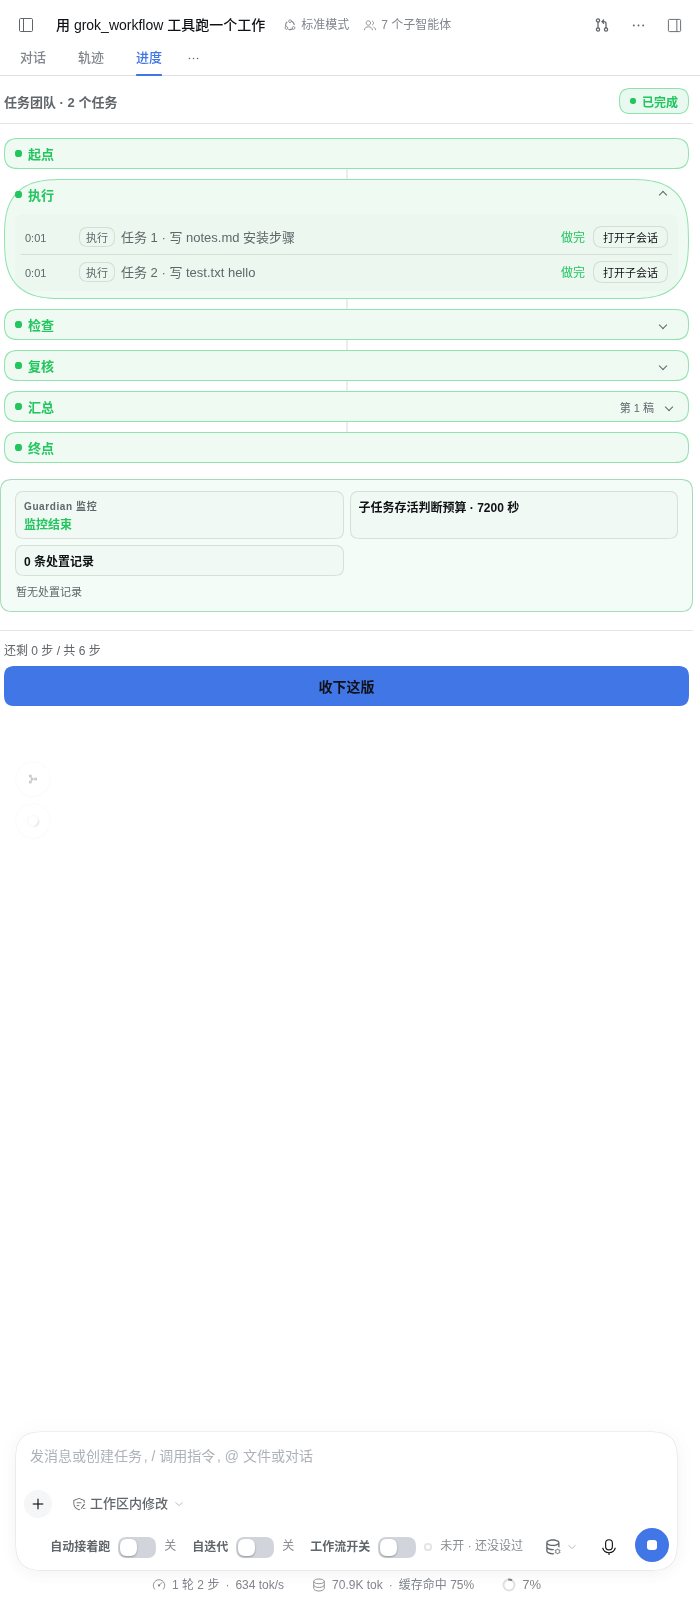 用 grok_workflow 工具跑一个工作 标准模式 7 个子智能体 ···
对话 轨迹 进度 ···
任务团队 · 2 个任务 已完成
起点
执行
0:01 执行 任务 1 · 写 notes.md 安装步骤 做完 打开子会话
0:01 执行 任务 2 · 写 test.txt hello 做完 打开子会话
检查
复核
汇总 第 1 稿
终点
Guardian 监控
监控结束
子任务存活判断预算 · 7200 秒
0 条处置记录
暂无处置记录
还剩 0 步 / 共 6 步
收下这版
发消息或创建任务, / 调用指令, @ 文件或对话
工作区内修改
自动接着跑 关 自迭代 关 工作流开关 未开 · 还没设过
1 轮 2 步 · 634 tok/s 70.9K tok · 缓存命中 75% 7%